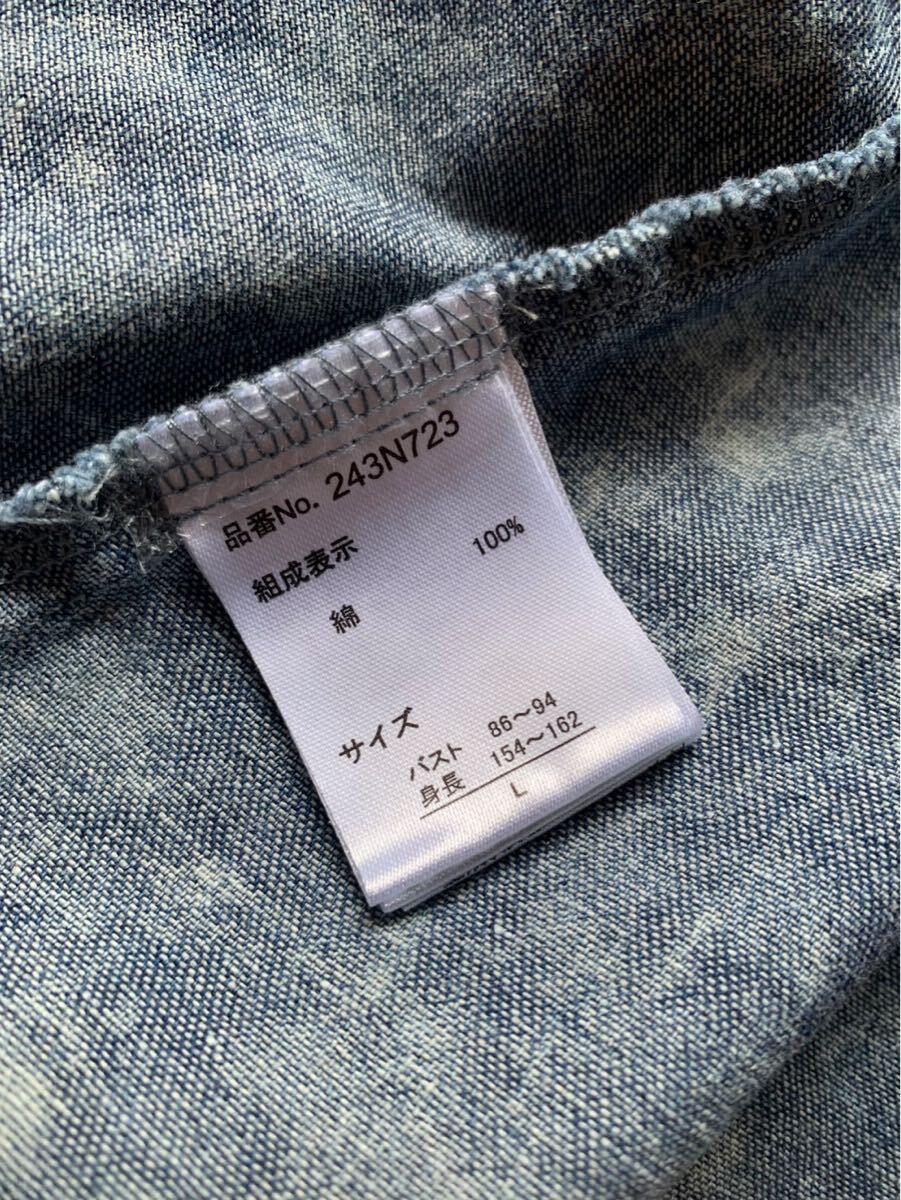 品番No. 243N723
組成表示
綿 100%
サイズ
バスト 86～94
身長 154～162
L